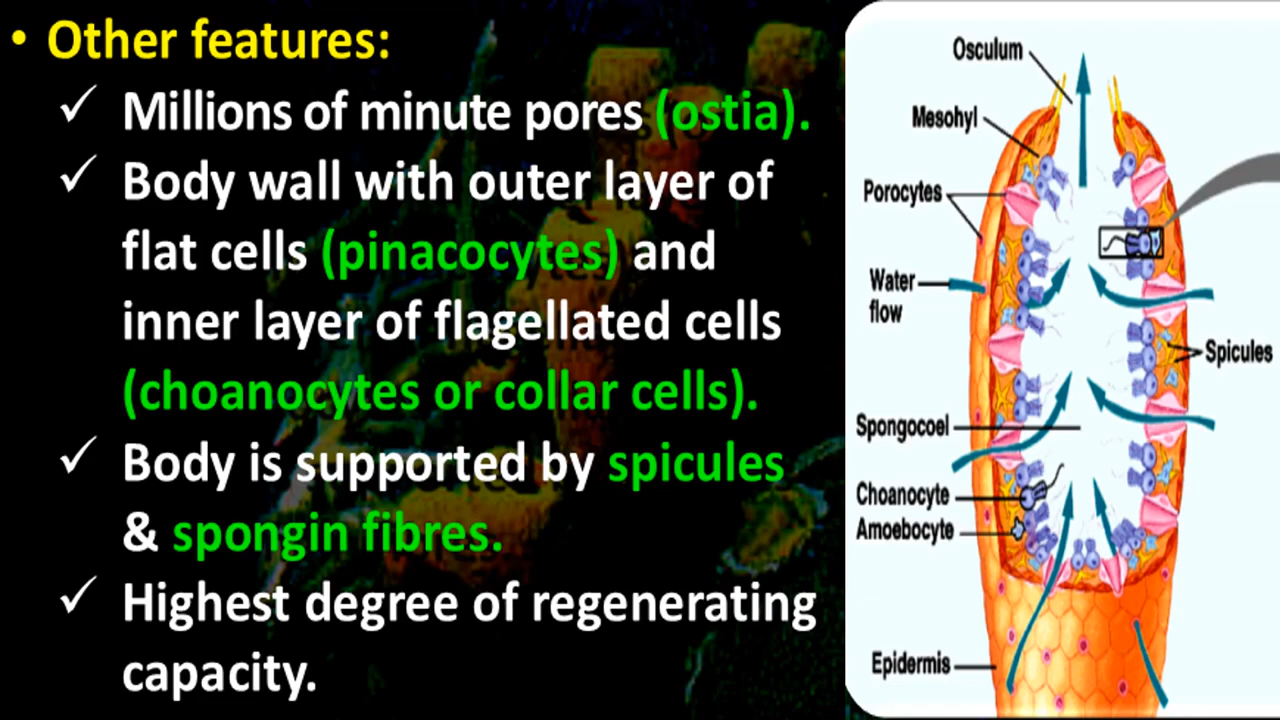 • Other features:
✓ Millions of minute pores (ostia).
✓ Body wall with outer layer of
flat cells (pinacocytes) and
inner layer of flagellated cells
(choanocytes or collar cells).
✓ Body is supported by spicules
& spongin fibres.
✓ Highest degree of regenerating
capacity.
Osculum
Mesohyl
Porocytes
Water
flow
Spicules
Spongocoel
Choanocyte
Amoebocyte
Epidermis